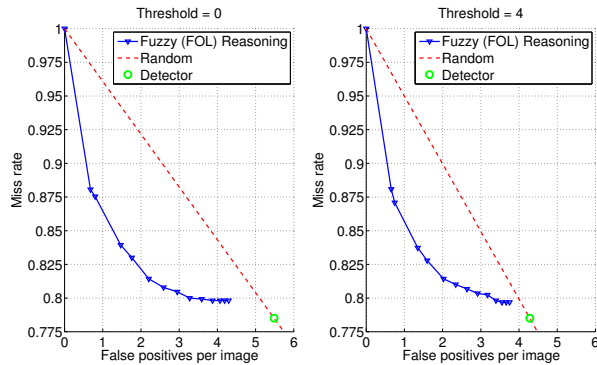 Threshold = 0
1
0.975
0.95
0.925
0.9
0.875
0.85
0.825
0.8
0.775
Miss rate
0 1 2 3 4 5 6
False positives per image
Fuzzy (FOL) Reasoning
Random
Detector
Threshold = 4
1
0.975
0.95
0.925
0.9
0.875
0.85
0.825
0.8
0.775
Miss rate
0 1 2 3 4 5 6
False positives per image
Fuzzy (FOL) Reasoning
Random
Detector